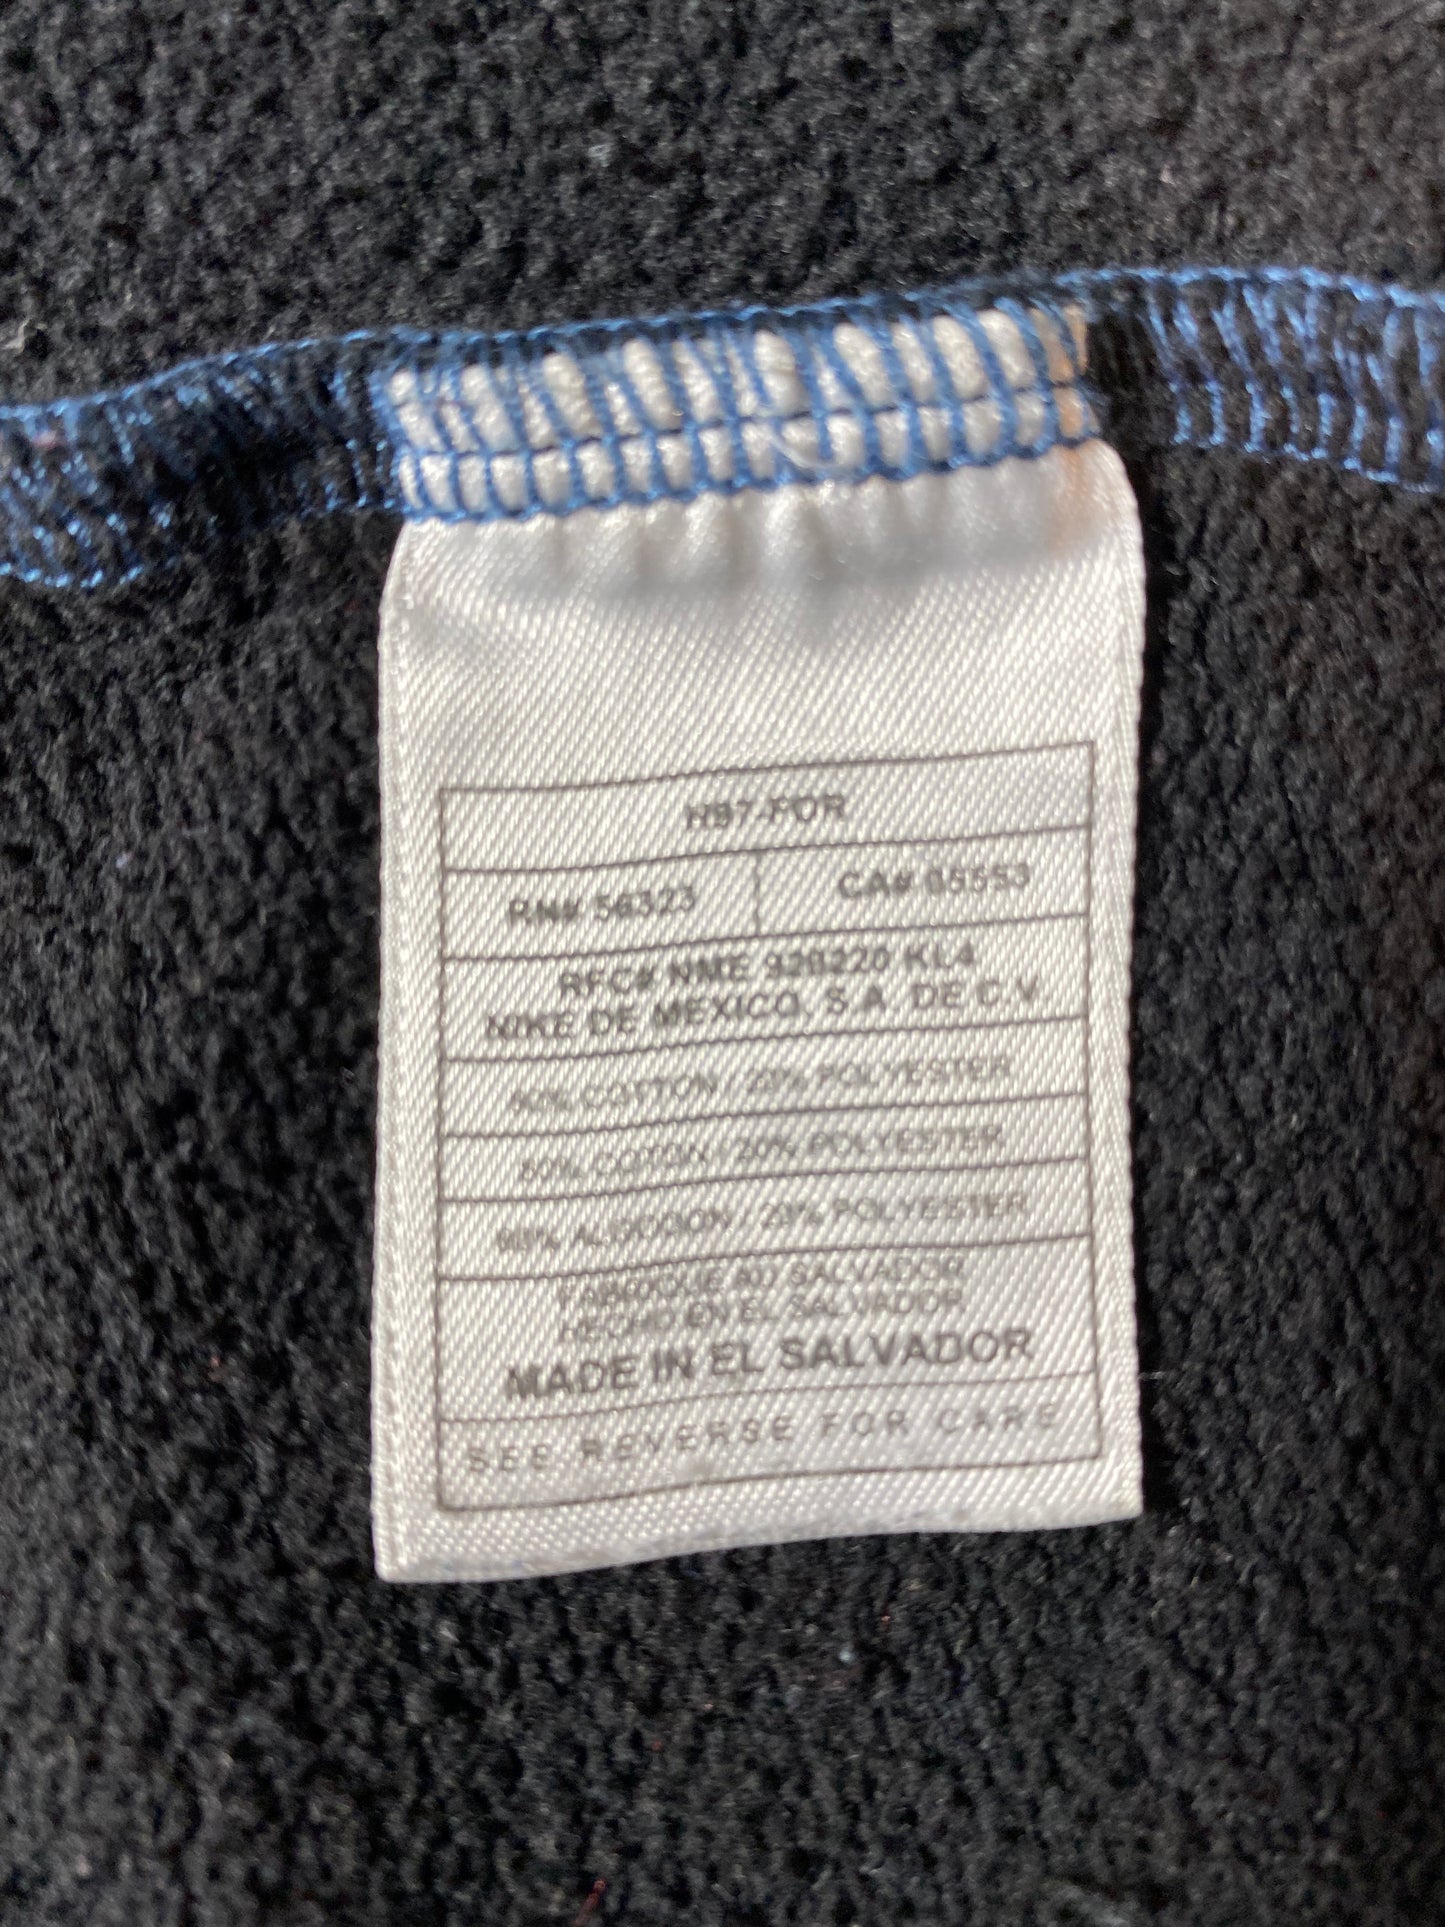 RN# 56323 CA# 05553
RFC# NME 920220 KL4
NIKE DE MEXICO, S.A. DE C.V
80% COTTON / 20% POLYESTER
80% COTON / 20% POLYESTER
80% ALGODON / 20% POLYESTER
FABRIQUE AU SALVADOR
HECHO EN EL SALVADOR
MADE IN EL SALVADOR
SEE REVERSE FOR CARE